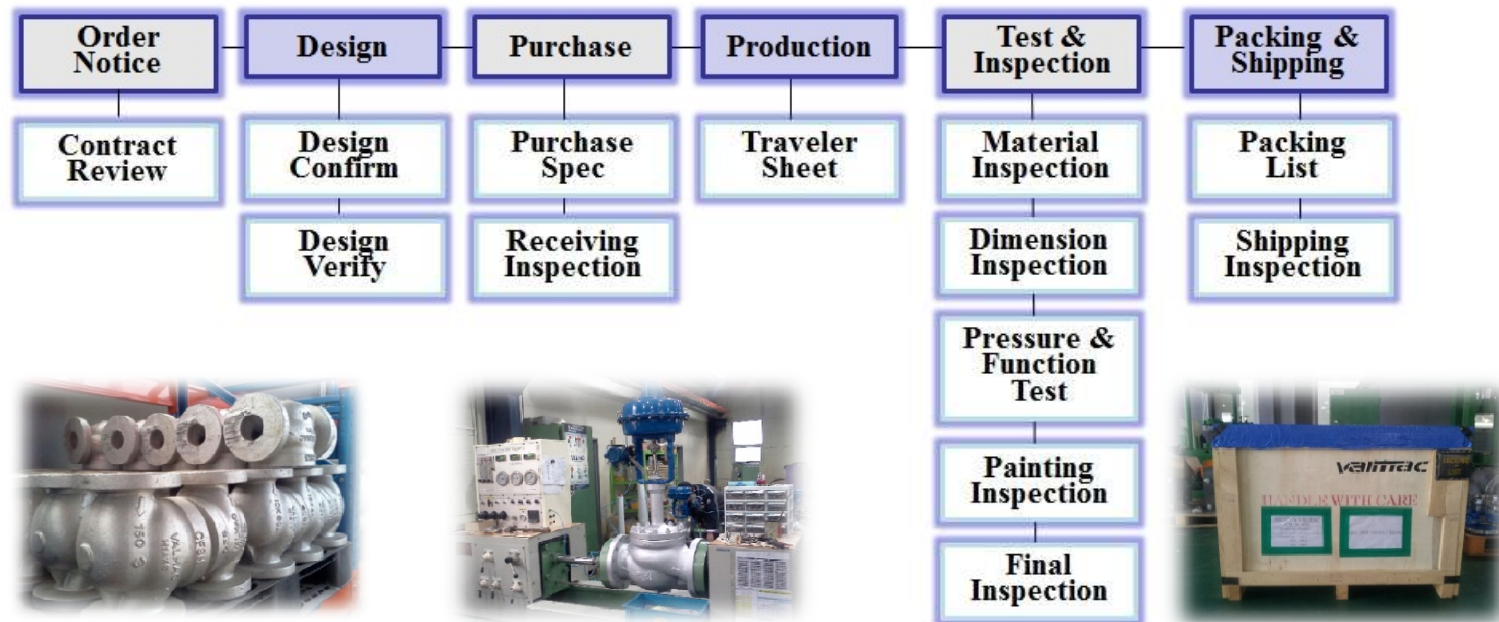 Order
Notice
Design
Purchase
Production
Test &
Inspection
Packing &
Shipping
Contract
Review
Design
Confirm
Purchase
Spec
Traveler
Sheet
Material
Inspection
Packing
List
Design
Verify
Receiving
Inspection
Dimension
Inspection
Shipping
Inspection
Pressure &
Function
Test
Painting
Inspection
Final
Inspection
150
valmac
HANDLE WITH CARE